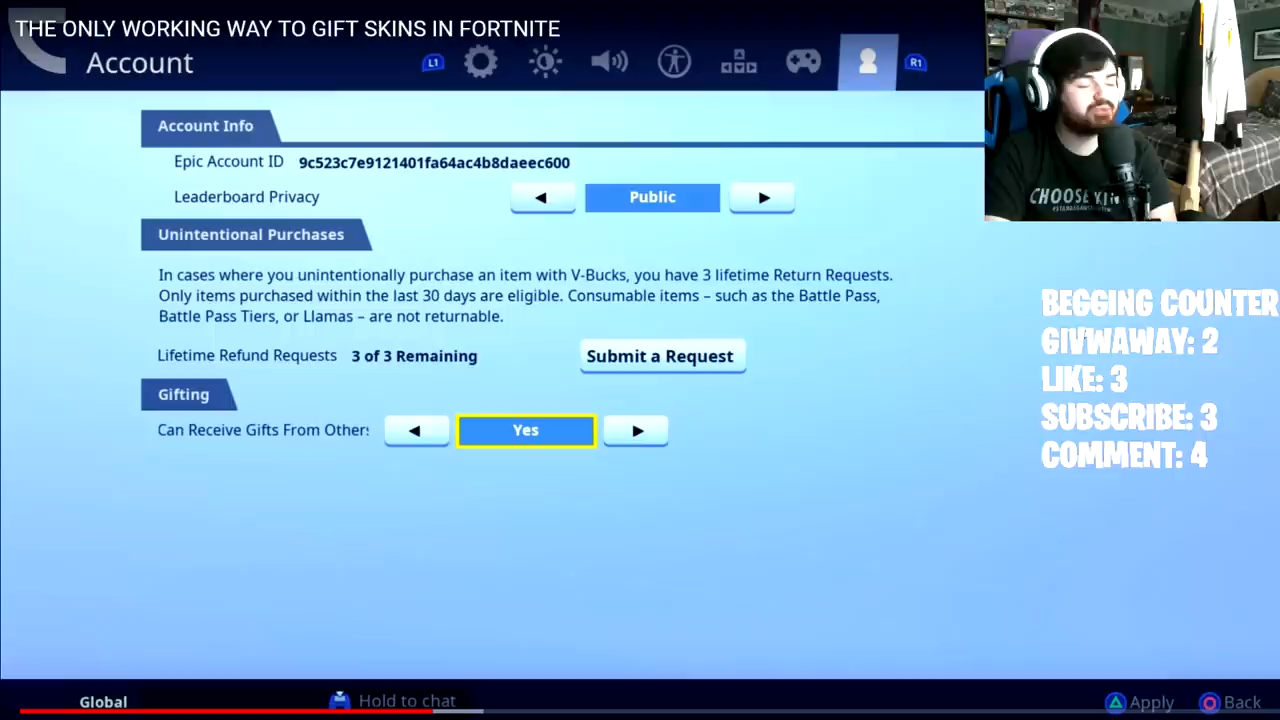 THE ONLY WORKING WAY TO GIFT SKINS IN FORTNITE
Account
L1
R1
Account Info
Epic Account ID 9c523c7e9121401fa64ac4b8daeec600
Leaderboard Privacy
Public
Unintentional Purchases
In cases where you unintentionally purchase an item with V-Bucks, you have 3 lifetime Return Requests.
Only items purchased within the last 30 days are eligible. Consumable items – such as the Battle Pass,
Battle Pass Tiers, or Llamas – are not returnable.
Lifetime Refund Requests 3 of 3 Remaining
Submit a Request
Gifting
Can Receive Gifts From Others
Yes
CHOOSE
BEGGING COUNTER
GIVWAWAY: 2
LIKE: 3
SUBSCRIBE: 3
COMMENT: 4
Global
Hold to chat
Apply
Back